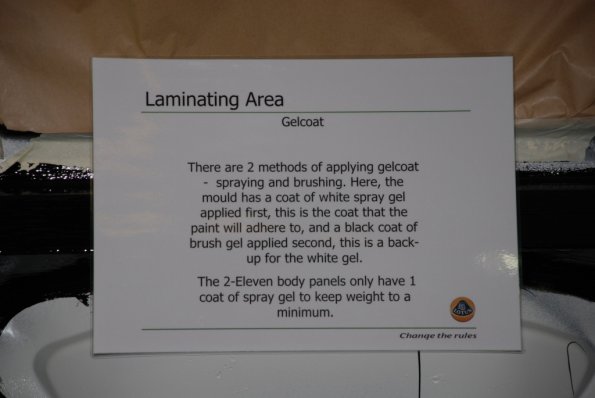 Laminating Area
Gelcoat
There are 2 methods of applying gelcoat
- spraying and brushing. Here, the
mould has a coat of white spray gel
applied first, this is the coat that the
paint will adhere to, and a black coat of
brush gel applied second, this is a back-
up for the white gel.
The 2-Eleven body panels only have 1
coat of spray gel to keep weight to a
minimum.
LOTUS
Change the rules